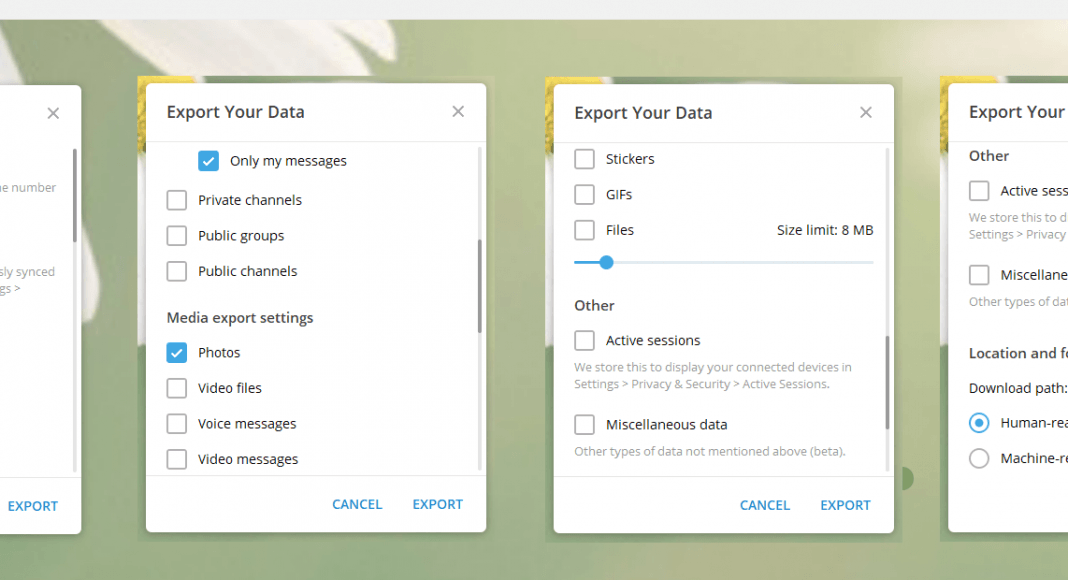 ne number
sly synced
gs >
EXPORT
Export Your Data
Only my messages
Private channels
Public groups
Public channels
Media export settings
Photos
Video files
Voice messages
Video messages
CANCEL EXPORT
Export Your Data
Stickers
GIFs
Files Size limit: 8 MB
Other
Active sessions
We store this to display your connected devices in
Settings > Privacy & Security > Active Sessions.
Miscellaneous data
Other types of data not mentioned above (beta).
CANCEL EXPORT
Export Your
Other
Active sess
We store this to d
Settings > Privacy
Miscellane
Other types of dat
Location and fo
Download path:
Human-rea
Machine-re